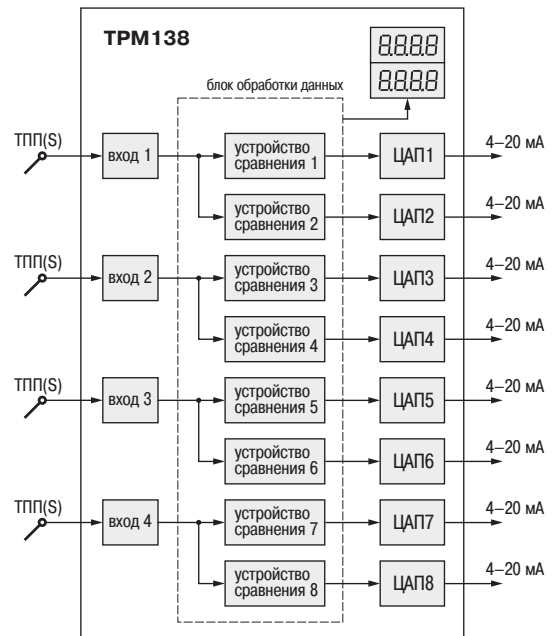 ТРМ138
8.8.8.8
8.8.8.8
блок обработки данных
ТПП(S)
вход 1
устройство
сравнения 1
ЦАП1
4–20 мА
устройство
сравнения 2
ЦАП2
4–20 мА
ТПП(S)
вход 2
устройство
сравнения 3
ЦАП3
4–20 мА
устройство
сравнения 4
ЦАП4
4–20 мА
ТПП(S)
вход 3
устройство
сравнения 5
ЦАП5
4–20 мА
устройство
сравнения 6
ЦАП6
4–20 мА
ТПП(S)
вход 4
устройство
сравнения 7
ЦАП7
4–20 мА
устройство
сравнения 8
ЦАП8
4–20 мА